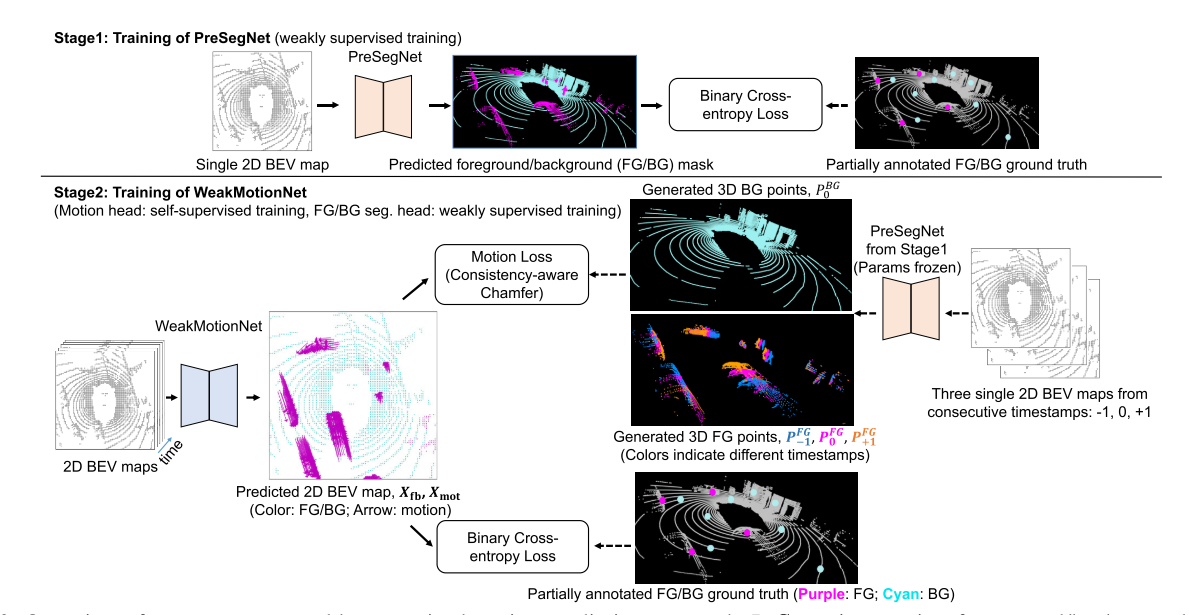 Stage1: Training of PreSegNet (weakly supervised training)
PreSegNet
Binary Cross-
entropy Loss
Single 2D BEV map
Predicted foreground/background (FG/BG) mask
Partially annotated FG/BG ground truth
Stage2: Training of WeakMotionNet
(Motion head: self-supervised training, FG/BG seg. head: weakly supervised training)
Generated 3D BG points, $P_0^{BG}$
Motion Loss
(Consistency-aware
Chamfer)
PreSegNet
from Stage1
(Params frozen)
WeakMotionNet
Three single 2D BEV maps from
consecutive timestamps: -1, 0, +1
Generated 3D FG points, $P_{-1}^{FG}$, $P_0^{FG}$, $P_{+1}^{FG}$
(Colors indicate different timestamps)
time
2D BEV maps
Predicted 2D BEV map, $X_{fb}$, $X_{mot}$
(Color: FG/BG; Arrow: motion)
Binary Cross-
entropy Loss
Partially annotated FG/BG ground truth (Purple: FG; Cyan: BG)